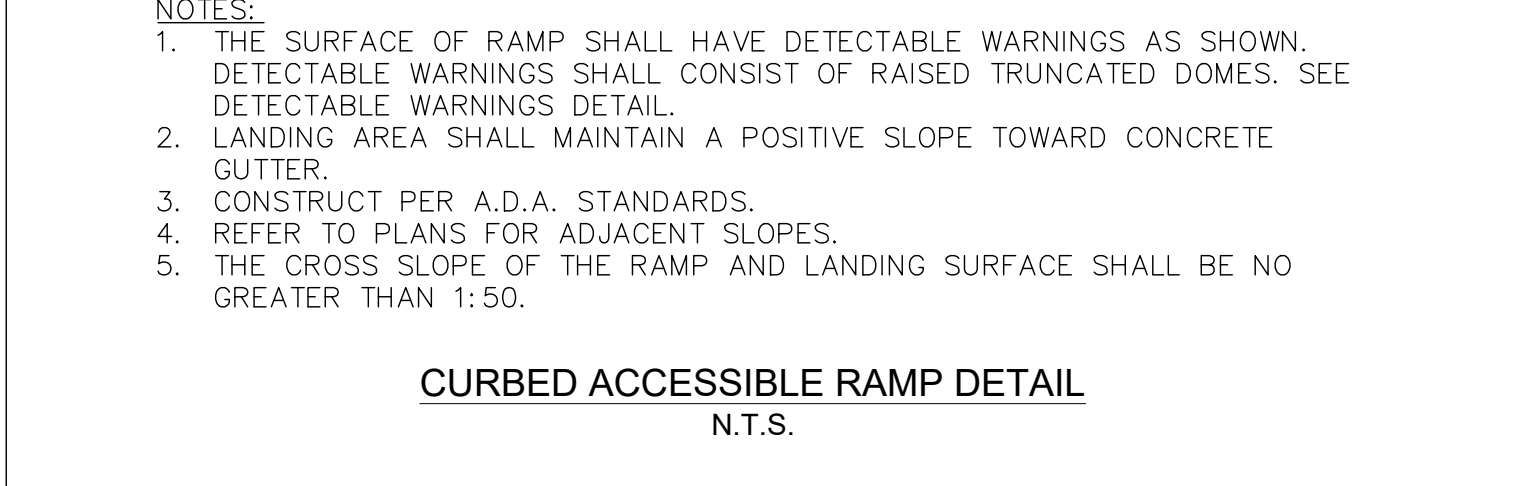 NOTES:
1. THE SURFACE OF RAMP SHALL HAVE DETECTABLE WARNINGS AS SHOWN.
DETECTABLE WARNINGS SHALL CONSIST OF RAISED TRUNCATED DOMES. SEE
DETECTABLE WARNINGS DETAIL.
2. LANDING AREA SHALL MAINTAIN A POSITIVE SLOPE TOWARD CONCRETE
GUTTER.
3. CONSTRUCT PER A.D.A. STANDARDS.
4. REFER TO PLANS FOR ADJACENT SLOPES.
5. THE CROSS SLOPE OF THE RAMP AND LANDING SURFACE SHALL BE NO
GREATER THAN 1:50.
CURBED ACCESSIBLE RAMP DETAIL
N.T.S.